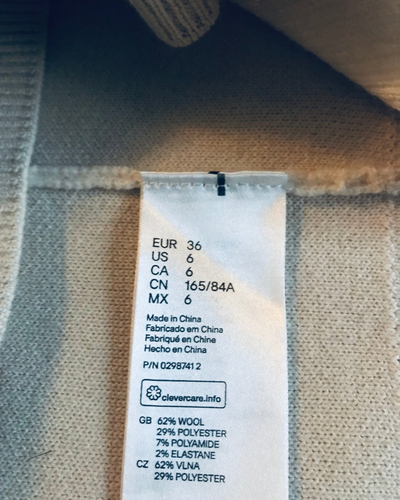 EUR 36
US 6
CA 6
CN 165/84A
MX 6
Made in China
Fabricado em China
Fabriqué en Chine
Hecho en China
P/N 0298741 2
clevercare.info
GB 62% WOOL
29% POLYESTER
7% POLYAMIDE
2% ELASTANE
CZ 62% VLNA
29% POLYESTER